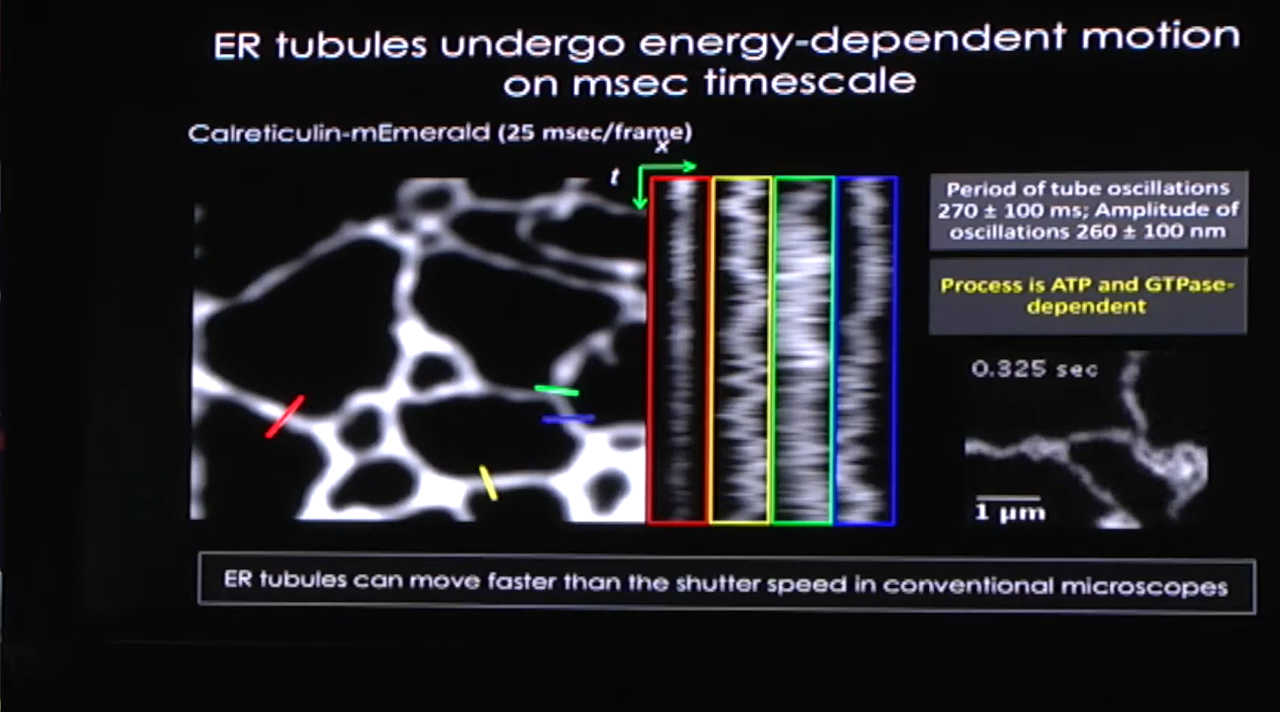 ER tubules undergo energy-dependent motion
on msec timescale
Calreticulin-mEmerald (25 msec/frame)
x
t
Period of tube oscillations
270 ± 100 ms; Amplitude of
oscillations 260 ± 100 nm
Process is ATP and GTPase-
dependent
0.325 sec
1 µm
ER tubules can move faster than the shutter speed in conventional microscopes